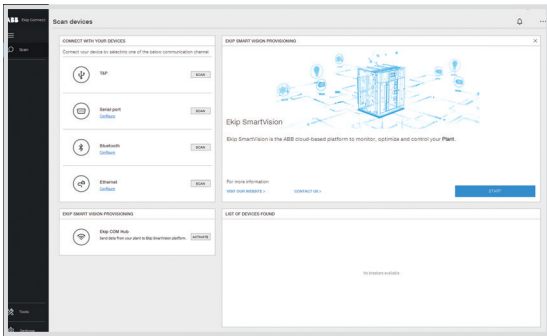 ABB Ekip Connect
Scan devices
Scan
CONNECT WITH YOUR DEVICES
Connect your device by selecting one of the below communication channel
T&P
SCAN
Serial port
Configure
SCAN
Bluetooth
Configure
SCAN
Ethernet
Configure
SCAN
EKIP SMART VISION PROVISIONING
Ekip COM Hub
Send data from your plant to Ekip Smartvision platform.
ACTIVATE
EKIP SMART VISION PROVISIONING
Ekip SmartVision
Ekip SmartVision is the ABB cloud-based platform to monitor, optimize and control your Plant.
For more information
VISIT OUR WEBSITE >
CONTACT US >
START
LIST OF DEVICES FOUND
No breakers available.
Tools
Settings